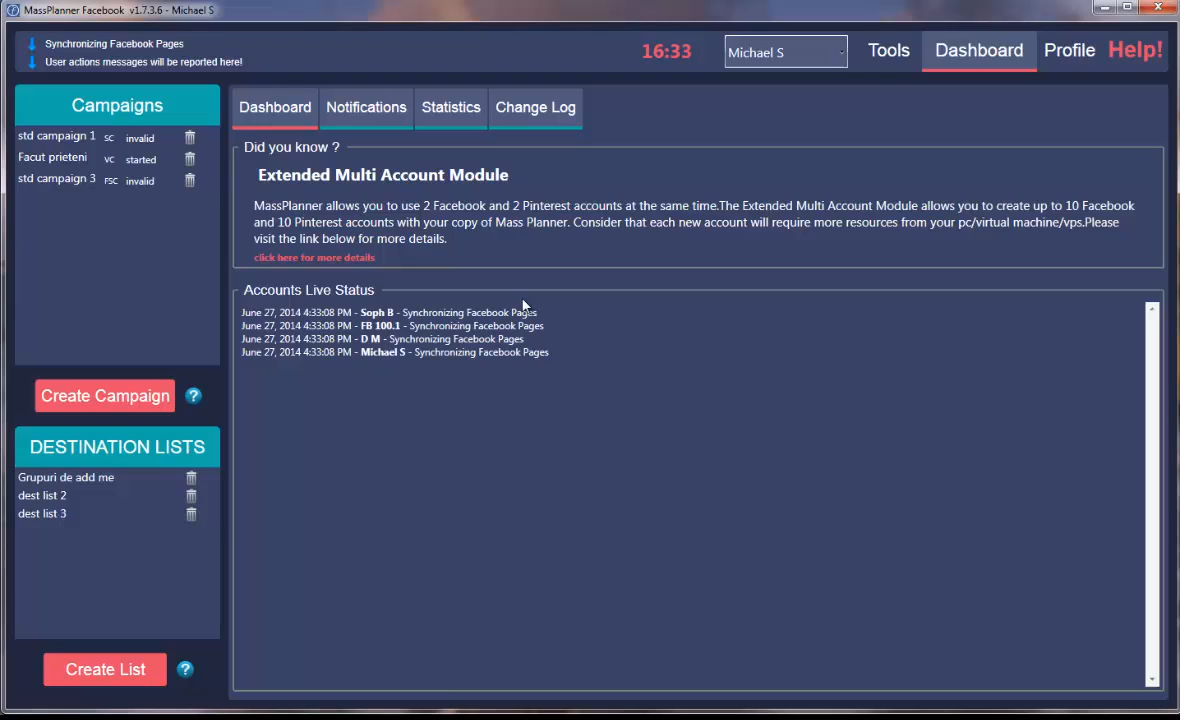 MassPlanner Facebook v1.7.3.6 - Michael S
Synchronizing Facebook Pages
User actions messages will be reported here!
16:33
Michael S
Tools
Dashboard
Profile
Help!
Campaigns
std campaign 1 SC invalid
Facut prieteni VC started
std campaign 3 FSC invalid
Create Campaign ?
DESTINATION LISTS
Grupuri de add me
dest list 2
dest list 3
Create List ?
Dashboard
Notifications
Statistics
Change Log
Did you know ?
Extended Multi Account Module
MassPlanner allows you to use 2 Facebook and 2 Pinterest accounts at the same time.The Extended Multi Account Module allows you to create up to 10 Facebook
and 10 Pinterest accounts with your copy of Mass Planner. Consider that each new account will require more resources from your pc/virtual machine/vps.Please
visit the link below for more details.
click here for more details
Accounts Live Status
June 27, 2014 4:33:08 PM - Soph B - Synchronizing Facebook Pages
June 27, 2014 4:33:08 PM - FB 100.1 - Synchronizing Facebook Pages
June 27, 2014 4:33:08 PM - D M - Synchronizing Facebook Pages
June 27, 2014 4:33:08 PM - Michael S - Synchronizing Facebook Pages